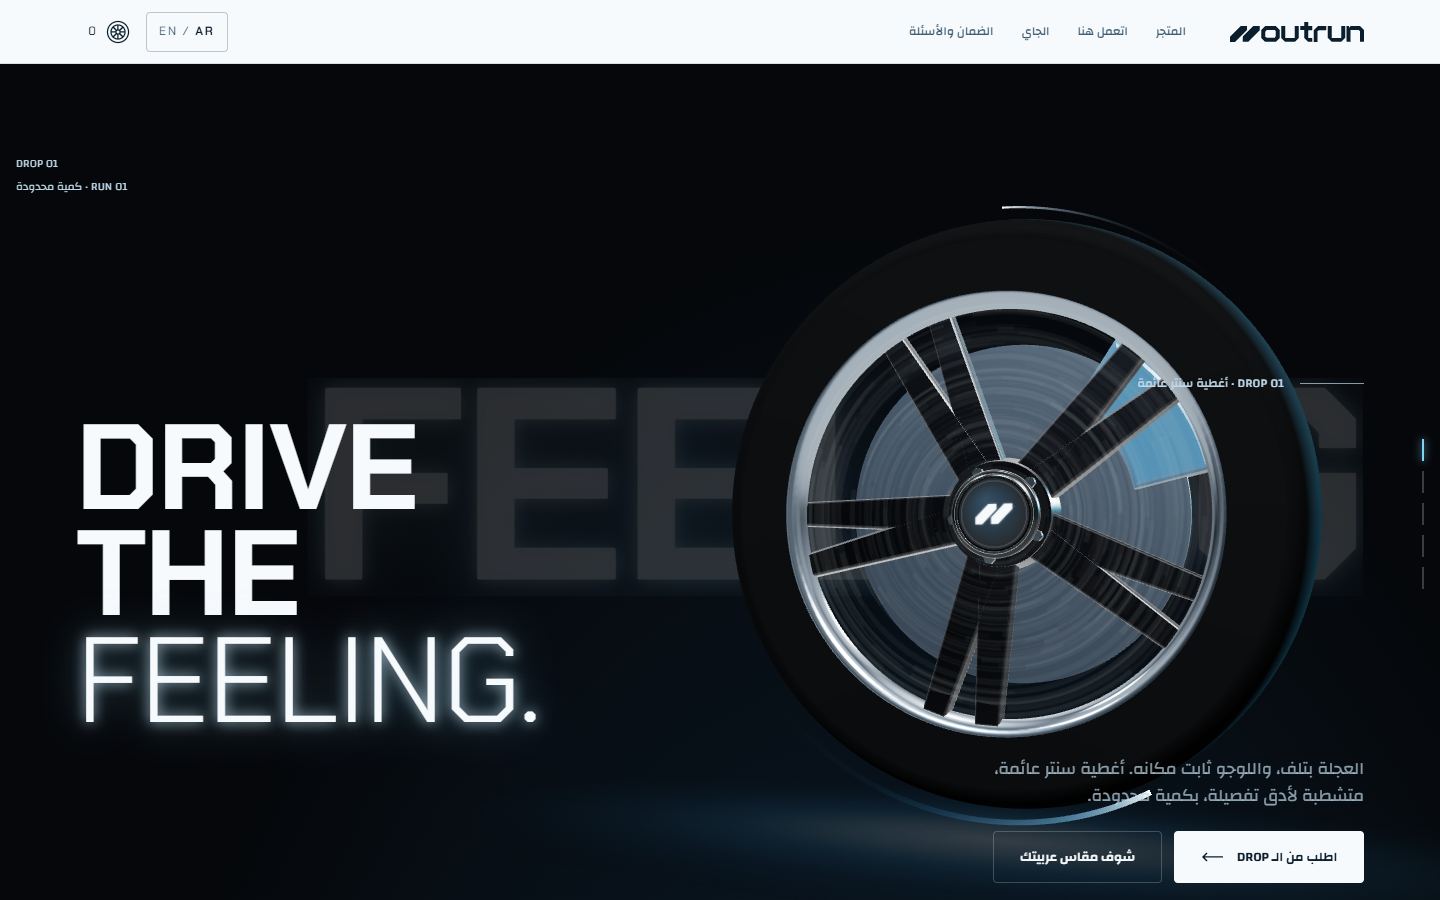 outrun
المتجر
اتعمل هنا
الجاي
الضمان والأسئلة
EN / AR
0
DROP 01
RUN 01 · كمية محدودة
DROP 01 · أغطية سنتر عائمة
DRIVE
THE
FEELING.
العجلة بتلف، واللوجو ثابت مكانه. أغطية سنتر عائمة،
متشطبة لأدق تفصيلة، بكمية محدودة.
اطلب من الـ DROP ←
شوف مقاس عربيتك